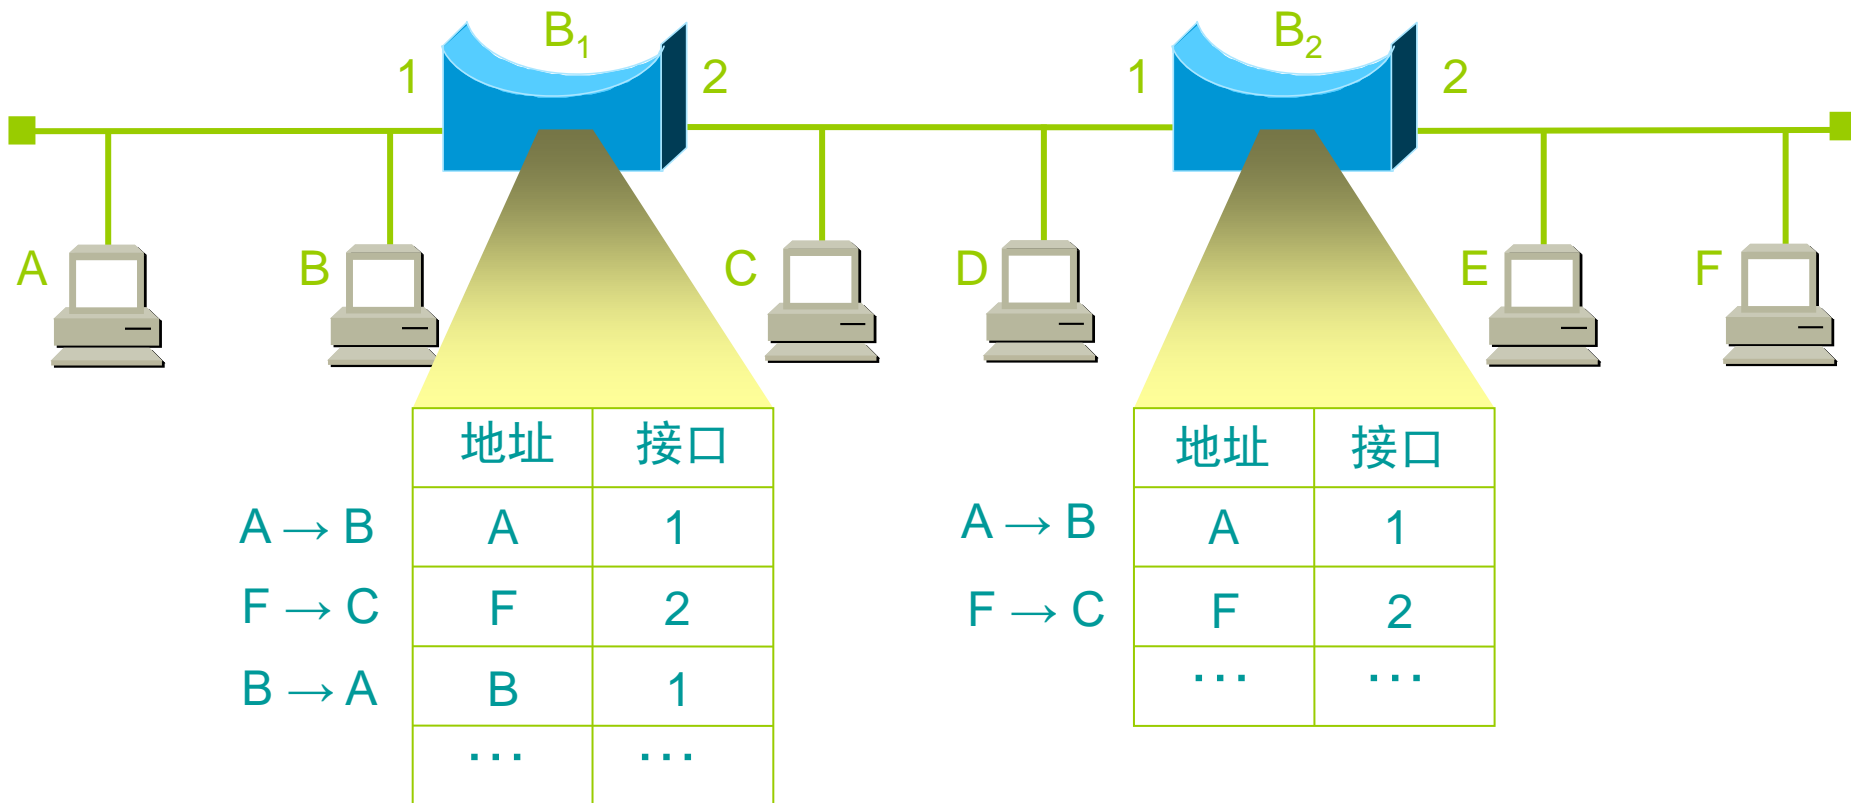 B₁ B₂
1 2 1 2
A B C D E F
地址 接口 地址 接口
A → B A 1 A → B A 1
F → C F 2 F → C F 2
B → A B 1 … …
… …